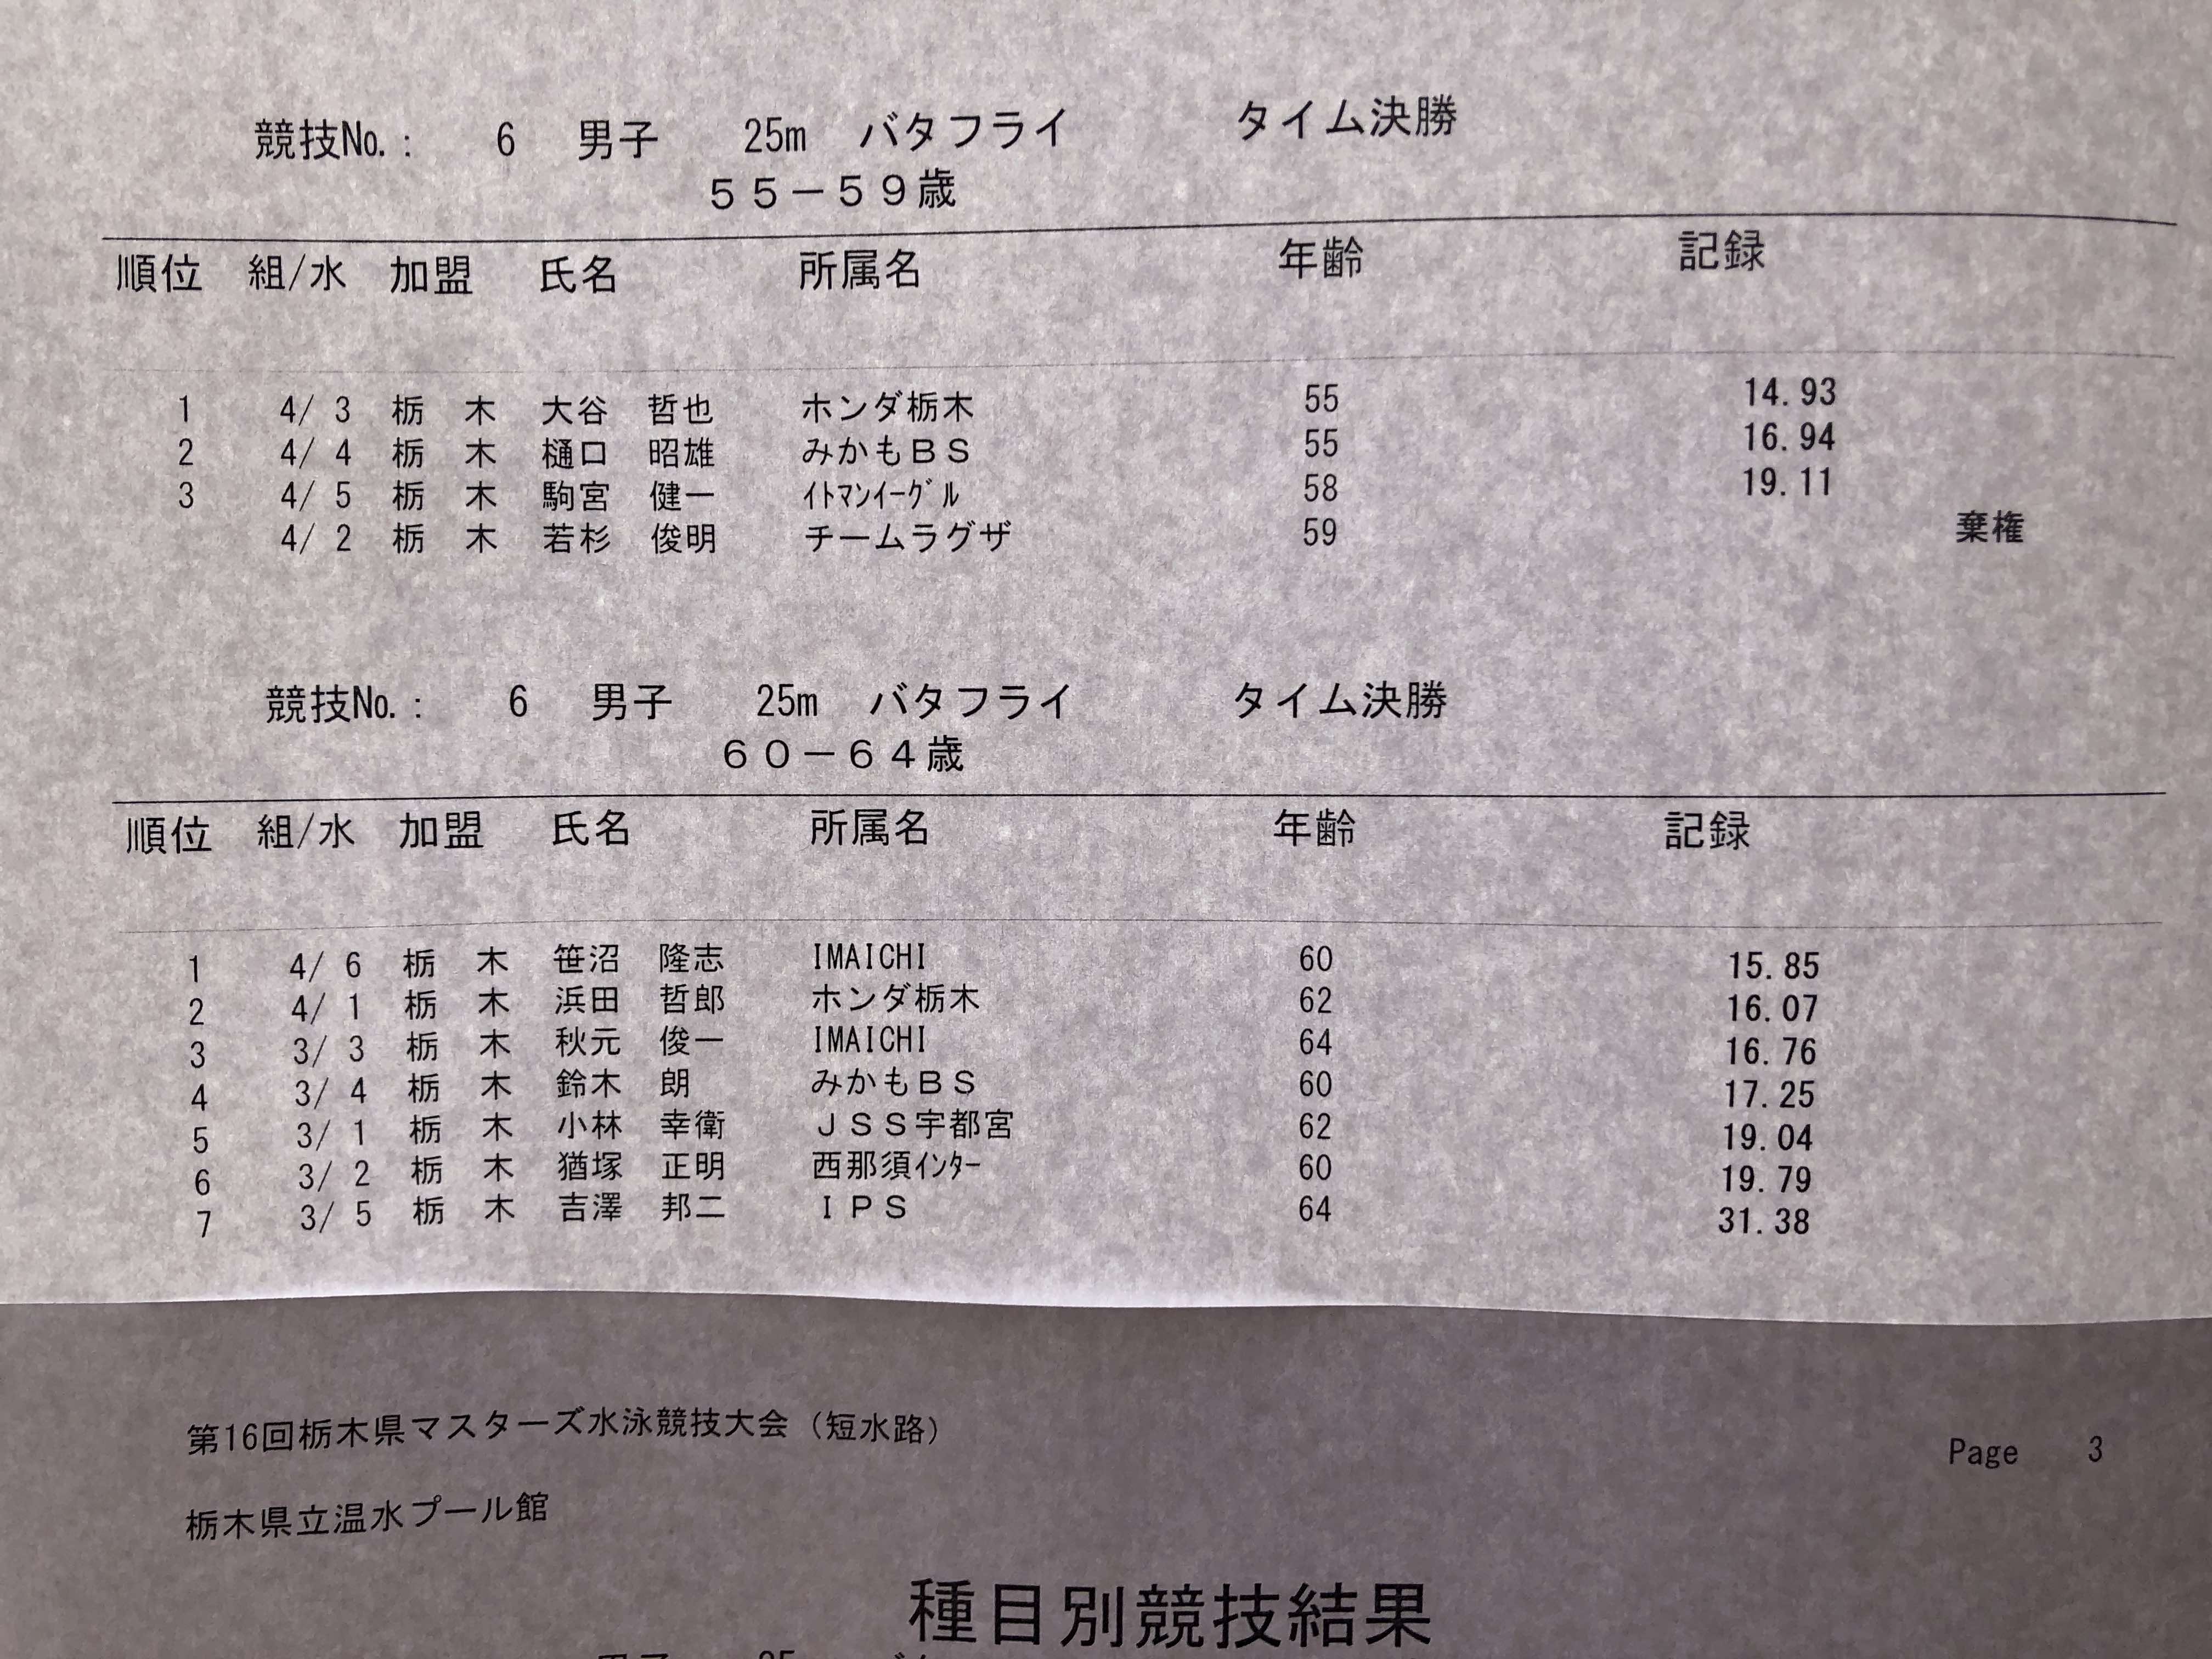 競技No.: 6 男子 25m バタフライ タイム決勝
55-59歳
順位 組/水 加盟 氏名 所属名 年齢 記録
1 4/ 3 栃 木 大谷 哲也 ホンダ栃木 55 14.93
2 4/ 4 栃 木 樋口 昭雄 みかもBS 55 16.94
3 4/ 5 栃 木 駒宮 健一 ｲﾄﾏﾝｲｰｸﾞﾙ 58 19.11
4/ 2 栃 木 若杉 俊明 チームラグザ 59 棄権
競技No.: 6 男子 25m バタフライ タイム決勝
60-64歳
順位 組/水 加盟 氏名 所属名 年齢 記録
1 4/ 6 栃 木 笹沼 隆志 IMAICHI 60 15.85
2 4/ 1 栃 木 浜田 哲郎 ホンダ栃木 62 16.07
3 3/ 3 栃 木 秋元 俊一 IMAICHI 64 16.76
4 3/ 4 栃 木 鈴木 朗 みかもBS 60 17.25
5 3/ 1 栃 木 小林 幸衛 JSS宇都宮 62 19.04
6 3/ 2 栃 木 猶塚 正明 西那須ｲﾝﾀｰ 60 19.79
7 3/ 5 栃 木 吉澤 邦二 IPS 64 31.38
第16回栃木県マスターズ水泳競技大会（短水路） Page 3
栃木県立温水プール館
種目別競技結果